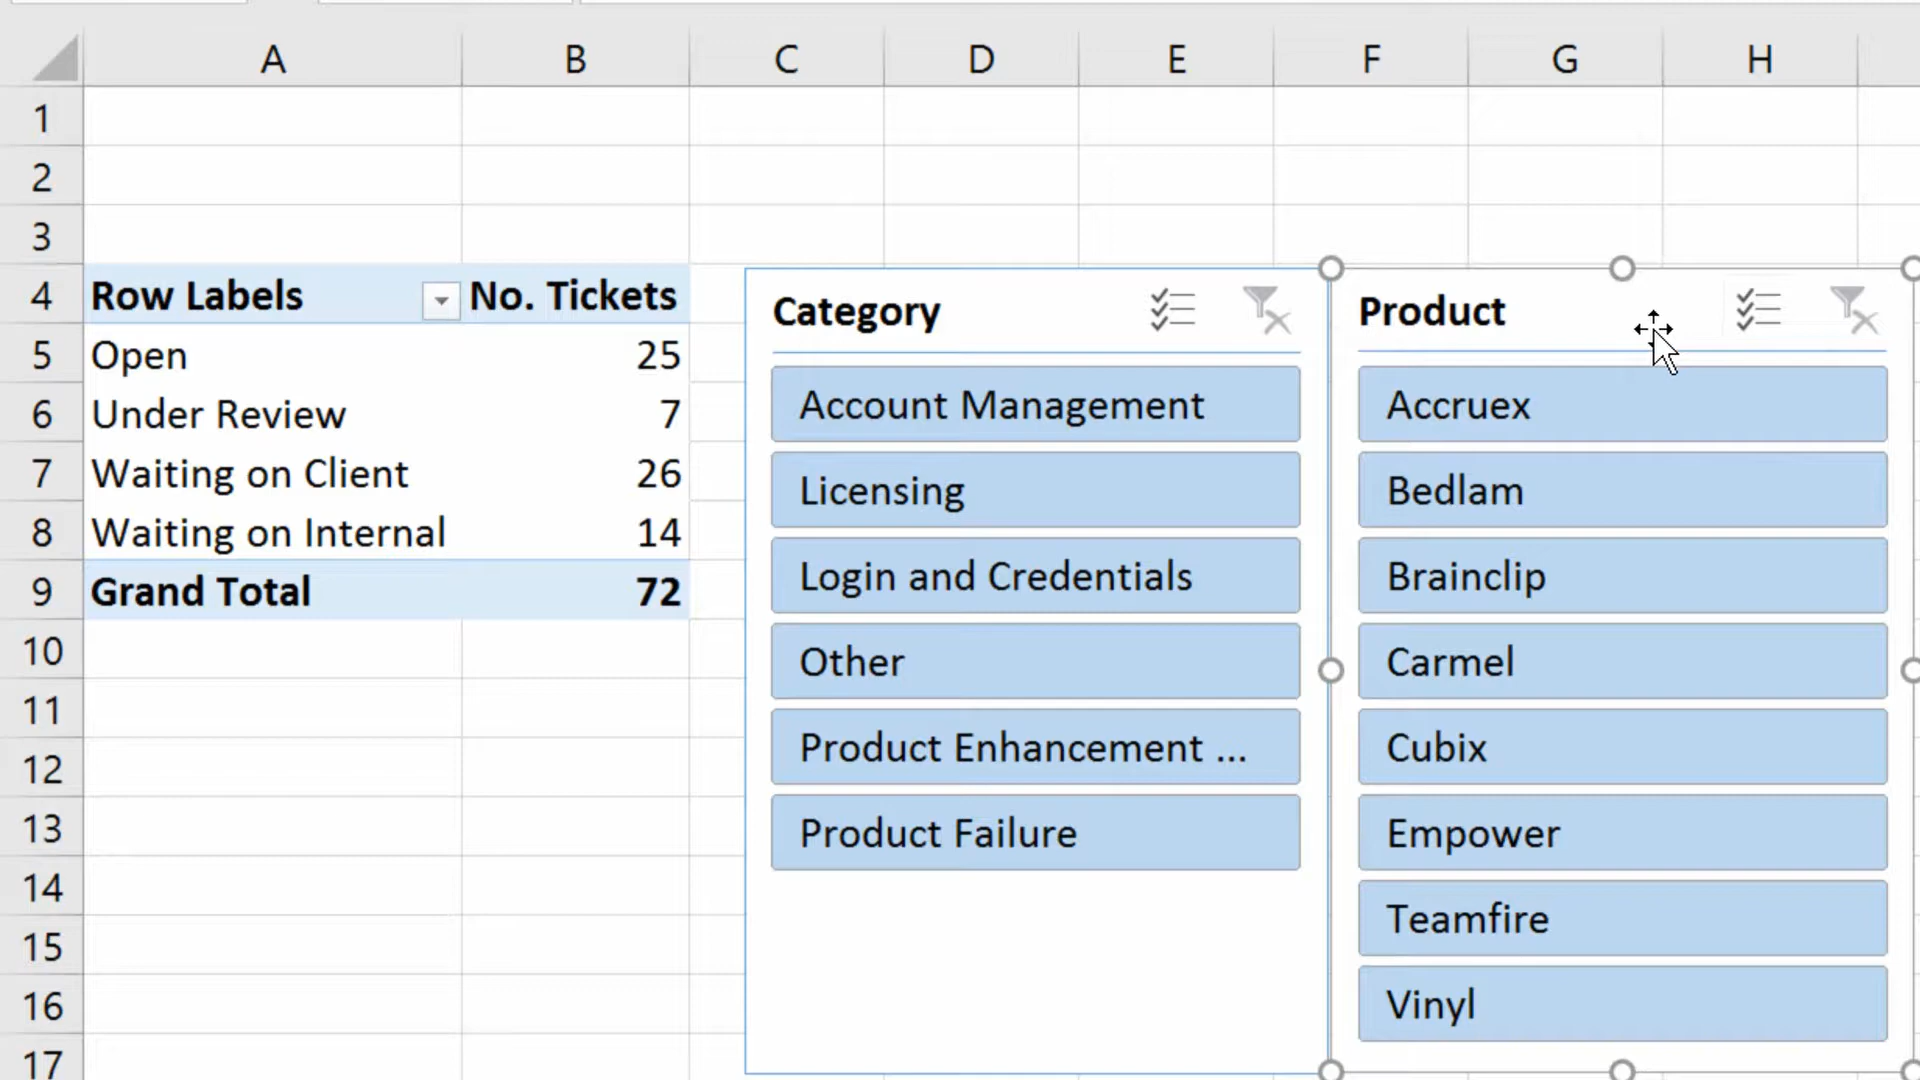 A B C D E F G H
1
2
3
4 Row Labels No. Tickets
5 Open 25
6 Under Review 7
7 Waiting on Client 26
8 Waiting on Internal 14
9 Grand Total 72
10
11
12
13
14
15
16
17
Category
Account Management
Licensing
Login and Credentials
Other
Product Enhancement ...
Product Failure
Product
Accruex
Bedlam
Brainclip
Carmel
Cubix
Empower
Teamfire
Vinyl